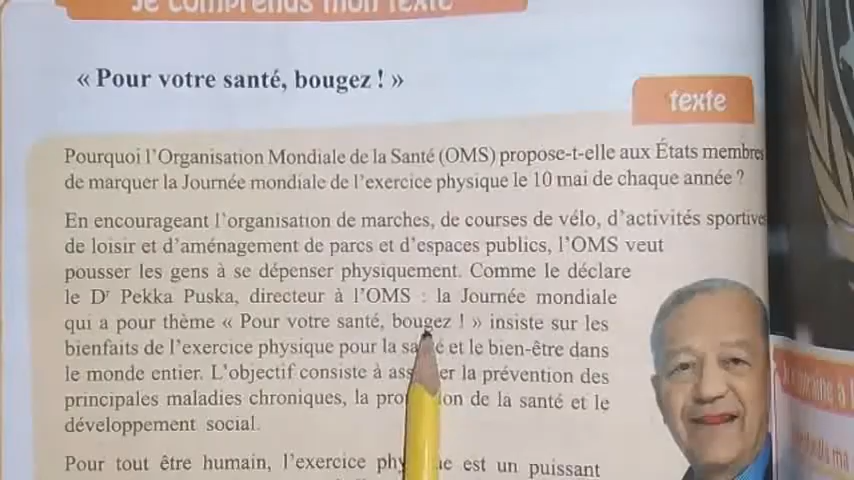 Je comprends mon texte
« Pour votre santé, bougez ! »
texte
Pourquoi l'Organisation Mondiale de la Santé (OMS) propose-t-elle aux États membres
de marquer la Journée mondiale de l'exercice physique le 10 mai de chaque année ?
En encourageant l'organisation de marches, de courses de vélo, d'activités sportives
de loisir et d'aménagement de parcs et d'espaces publics, l'OMS veut
pousser les gens à se dépenser physiquement. Comme le déclare
le Dr Pekka Puska, directeur à l'OMS : la Journée mondiale
qui a pour thème « Pour votre santé, bougez ! » insiste sur les
bienfaits de l'exercice physique pour la santé et le bien-être dans
le monde entier. L'objectif consiste à er la prévention des
principales maladies chroniques, la de la santé et le
développement social.
Pour tout être humain, l'exercice est un puissant